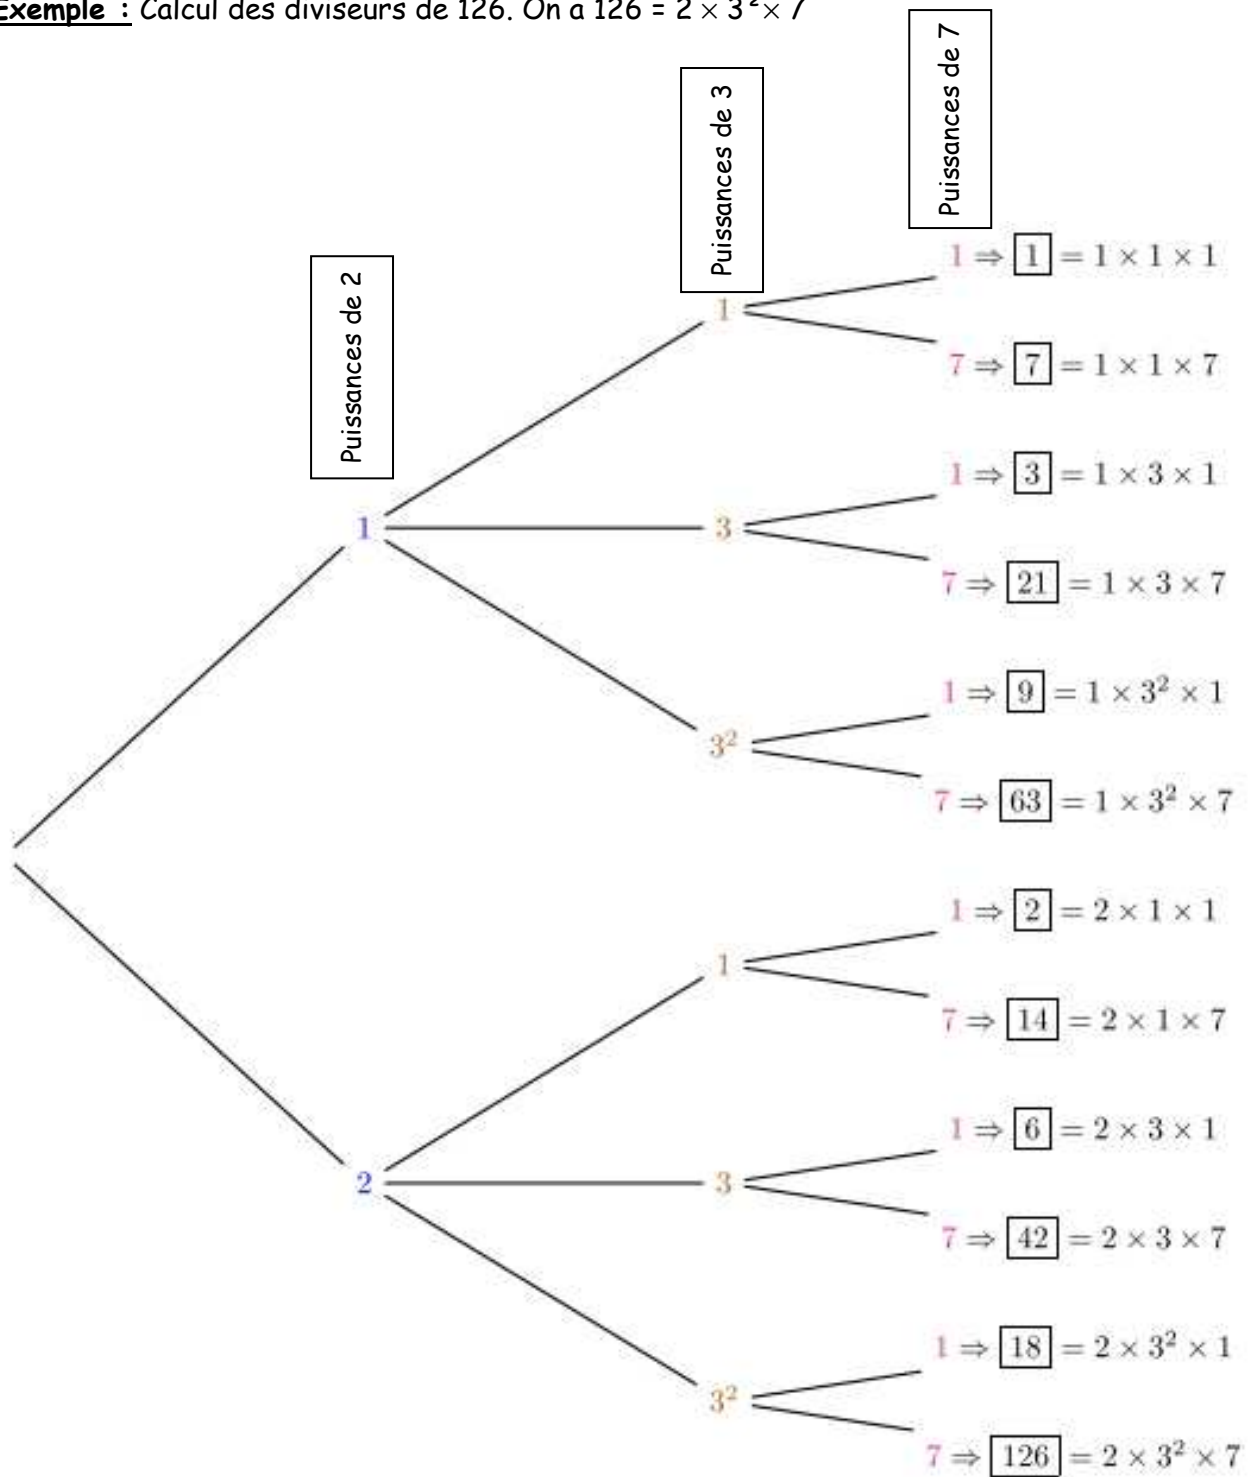 Exemple : Calcul des diviseurs de 126. On a 126 = 2 × 3² × 7
Puissances de 2
Puissances de 3
Puissances de 7
1
1
1 ⇒ 1 = 1 × 1 × 1
7 ⇒ 7 = 1 × 1 × 7
3
1 ⇒ 3 = 1 × 3 × 1
7 ⇒ 21 = 1 × 3 × 7
3²
1 ⇒ 9 = 1 × 3² × 1
7 ⇒ 63 = 1 × 3² × 7
2
1
1 ⇒ 2 = 2 × 1 × 1
7 ⇒ 14 = 2 × 1 × 7
3
1 ⇒ 6 = 2 × 3 × 1
7 ⇒ 42 = 2 × 3 × 7
3²
1 ⇒ 18 = 2 × 3² × 1
7 ⇒ 126 = 2 × 3² × 7